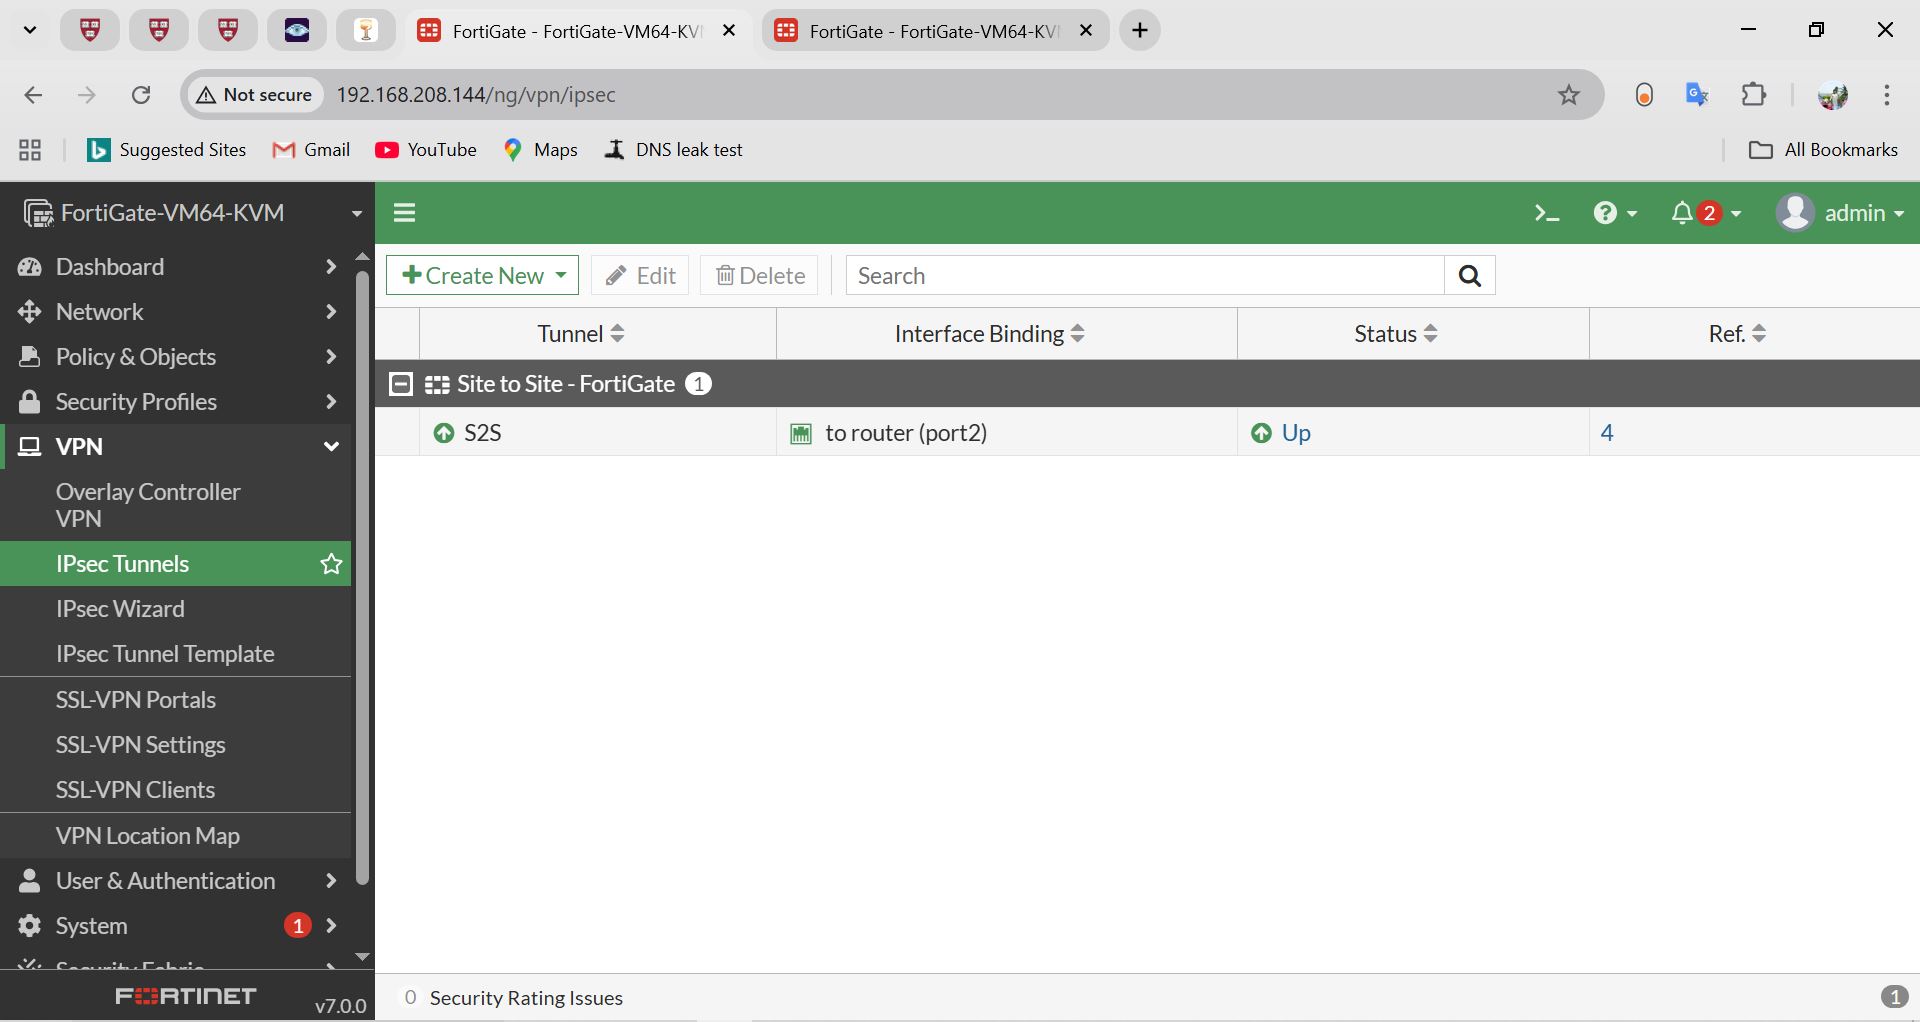 FortiGate - FortiGate-VM64-KV
FortiGate - FortiGate-VM64-KV
Not secure
192.168.208.144/ng/vpn/ipsec
Suggested Sites
Gmail
YouTube
Maps
DNS leak test
All Bookmarks
FortiGate-VM64-KVM
2
admin
Dashboard
Network
Policy & Objects
Security Profiles
VPN
Overlay Controller
VPN
IPsec Tunnels
IPsec Wizard
IPsec Tunnel Template
SSL-VPN Portals
SSL-VPN Settings
SSL-VPN Clients
VPN Location Map
User & Authentication
System 1
Security Fabric
FORTINET
v7.0.0
Create New
Edit
Delete
Search
Tunnel Interface Binding Status Ref.
Site to Site - FortiGate 1
S2S to router (port2) Up 4
0 Security Rating Issues
1